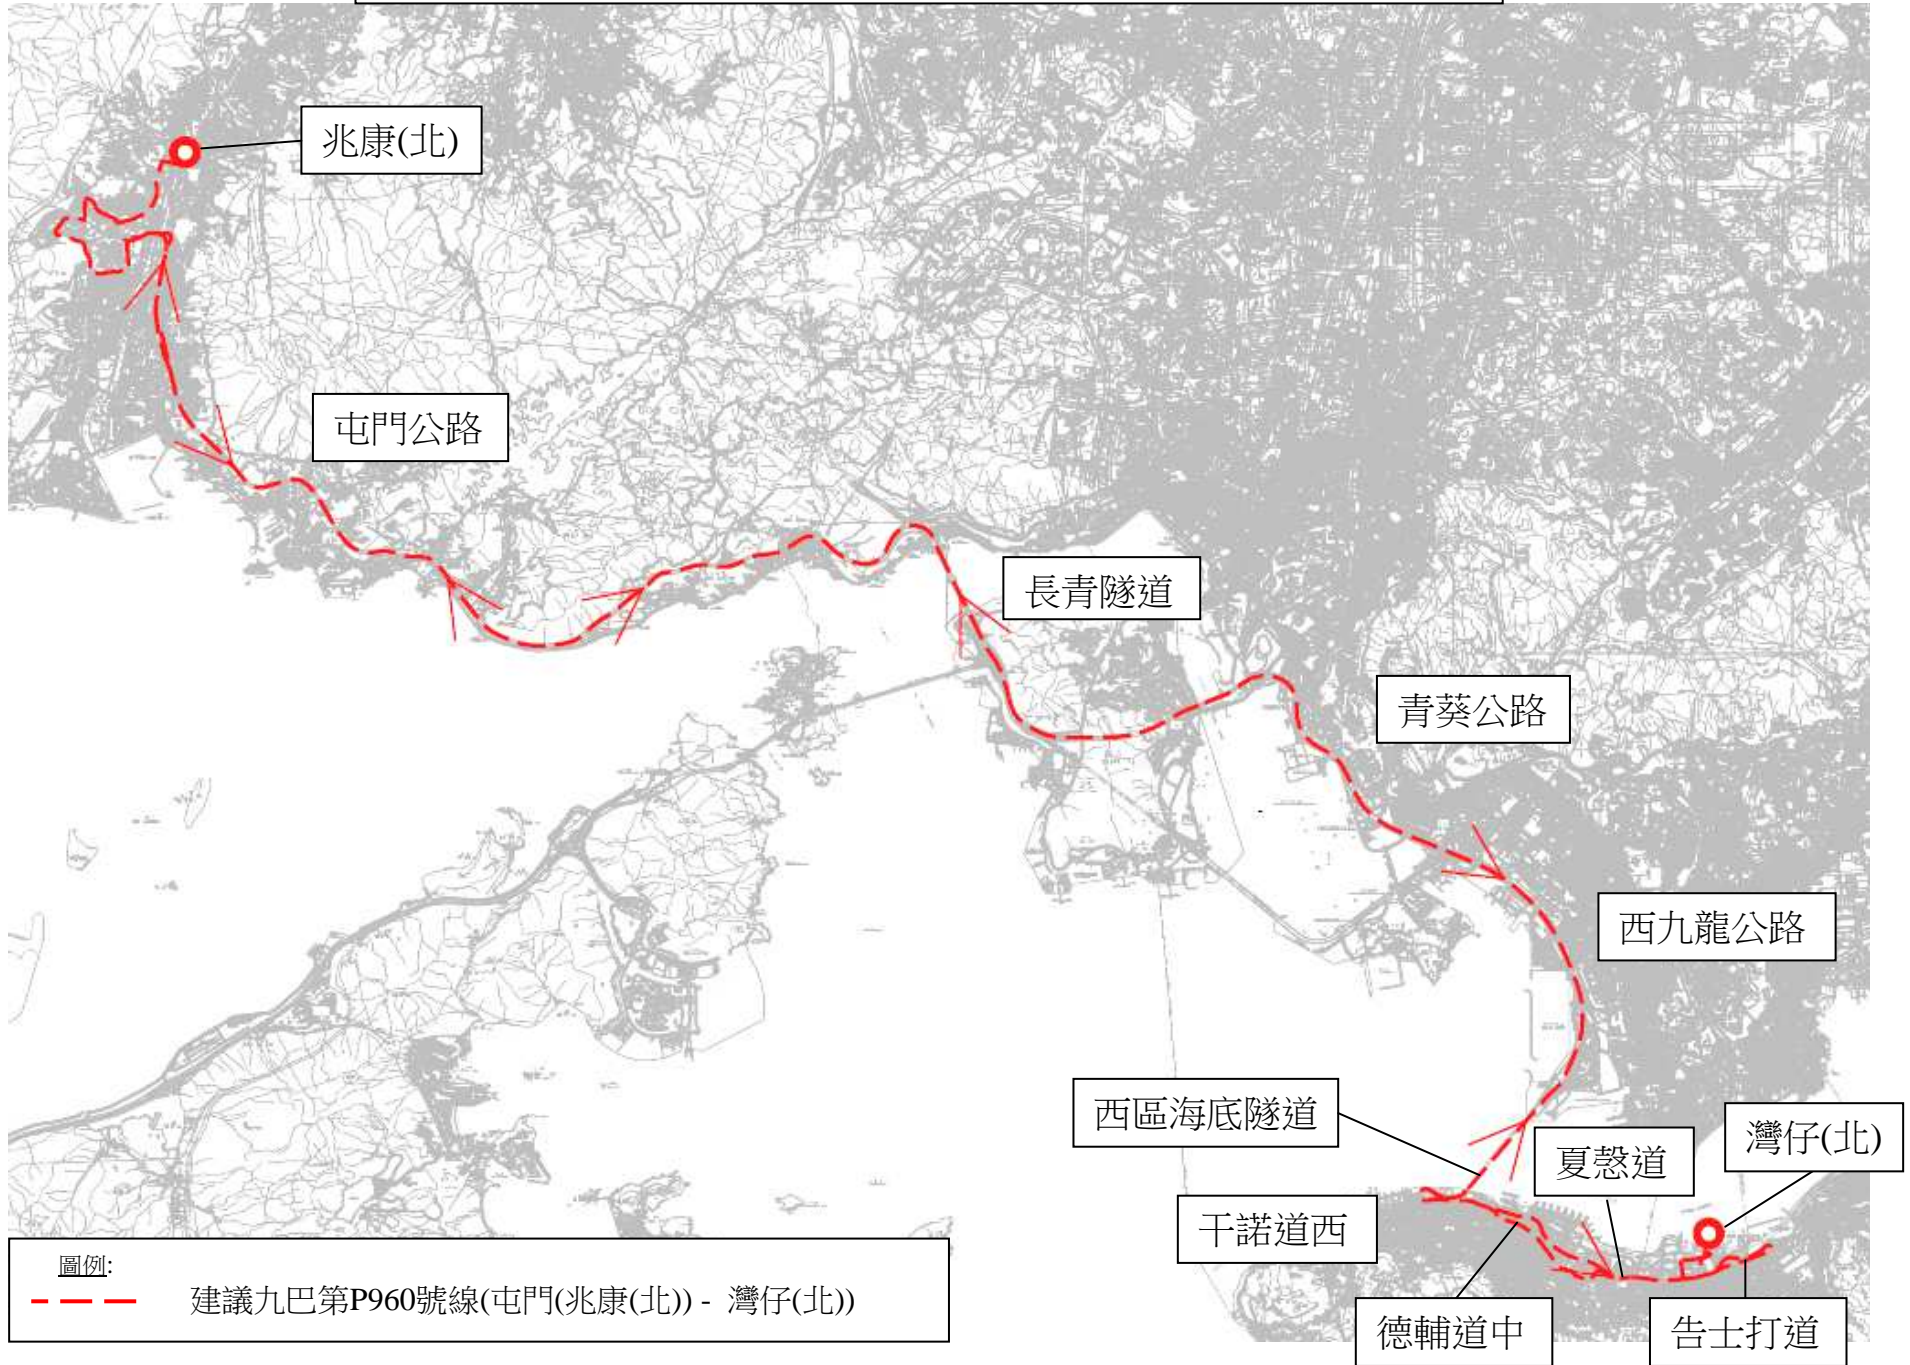 兆康(北)
屯門公路
長青隧道
青葵公路
西九龍公路
西區海底隧道
灣仔(北)
夏慤道
干諾道西
德輔道中
告士打道
圖例:
建議九巴第P960號線(屯門(兆康(北)) - 灣仔(北))